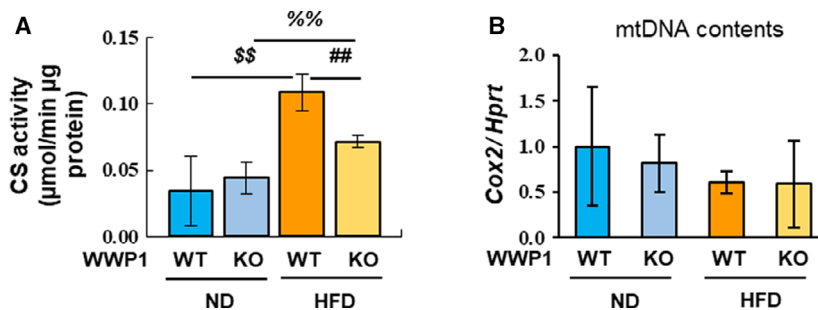 A
%%
$$
##
CS activity
(µmol/min µg
protein)
0.15
0.10
0.05
0.00
WWP1 WT KO WT KO
ND HFD
B
mtDNA contents
Cox2/Hprt
2.0
1.5
1.0
0.5
0.0
WWP1 WT KO WT KO
ND HFD